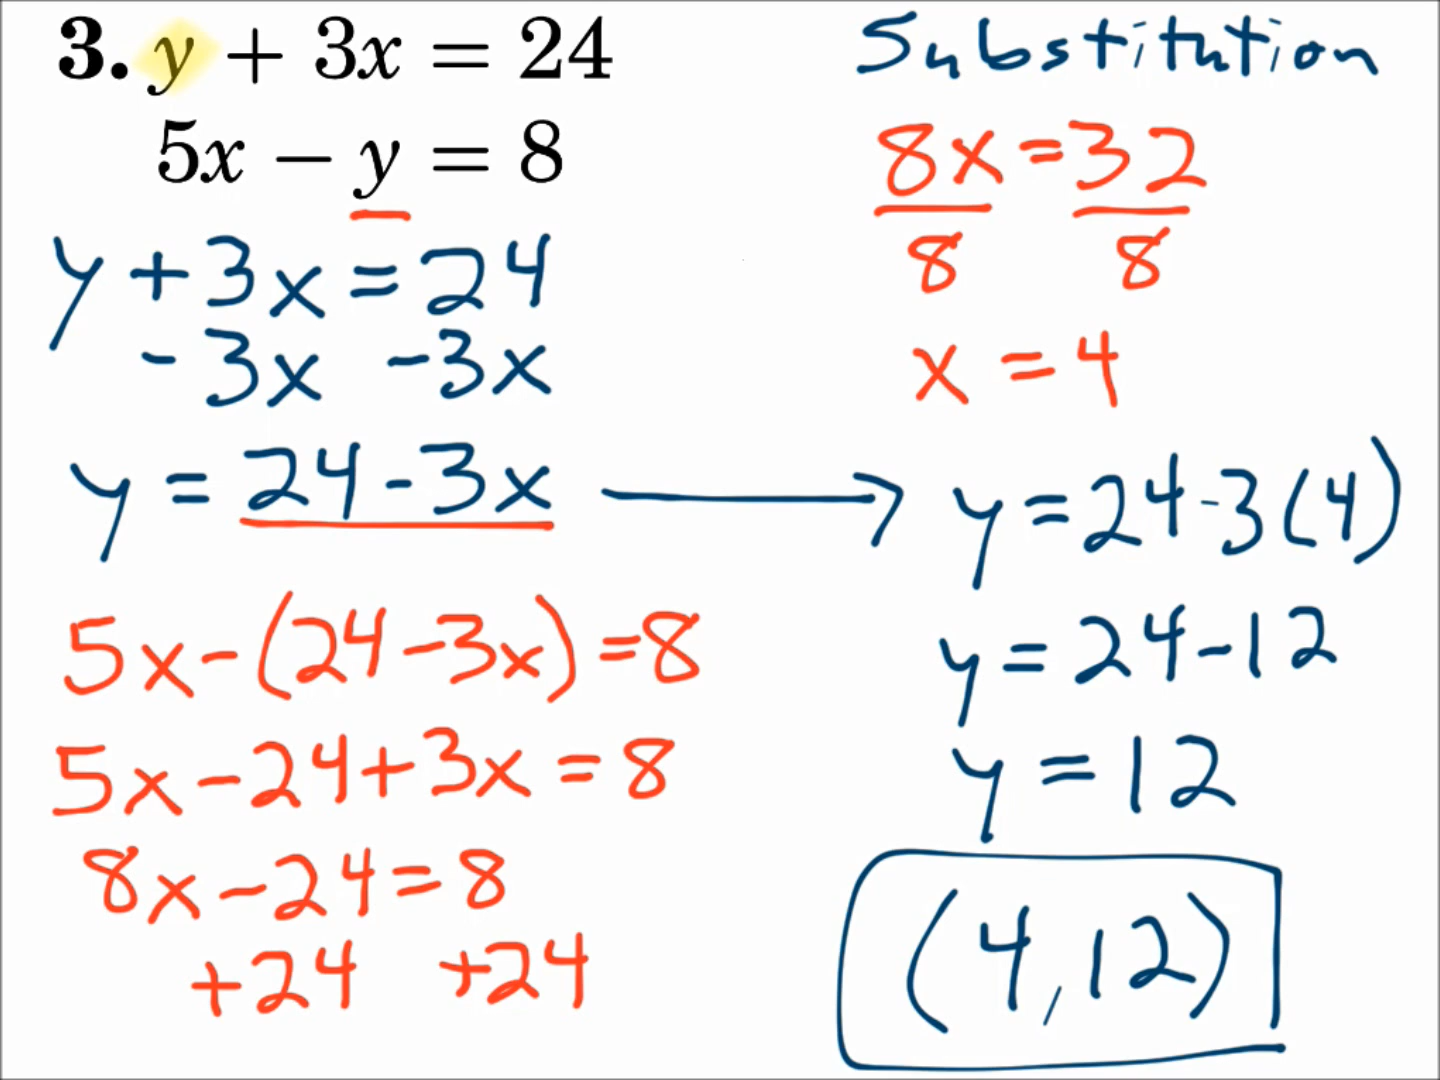 3. y + 3x = 24
5x − y = 8
y + 3x = 24
- 3x -3x
y = 24 - 3x
5x - (24 - 3x) = 8
5x - 24 + 3x = 8
8x - 24 = 8
+24 +24
Substitution
8x = 32
8 8
x = 4
y = 24 - 3(4)
y = 24 - 12
y = 12
(4, 12)